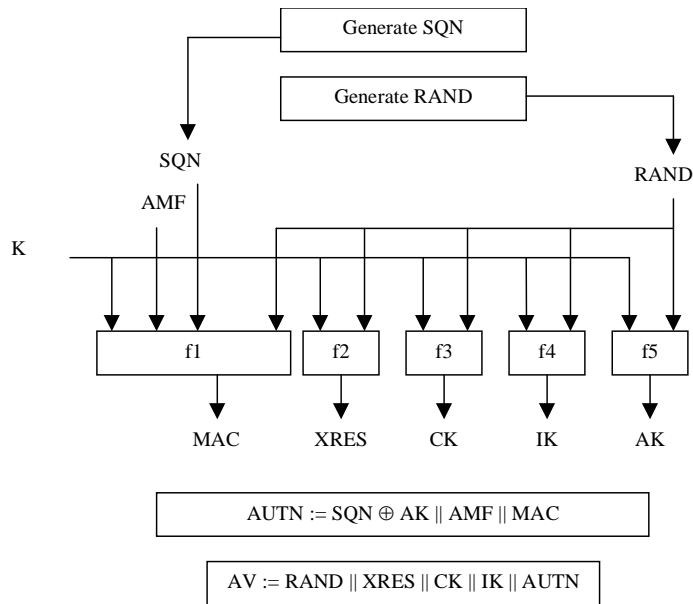 Generate SQN
Generate RAND
SQN
RAND
AMF
K
f1
f2
f3
f4
f5
MAC
XRES
CK
IK
AK
AUTN := SQN ⊕ AK || AMF || MAC
AV := RAND || XRES || CK || IK || AUTN